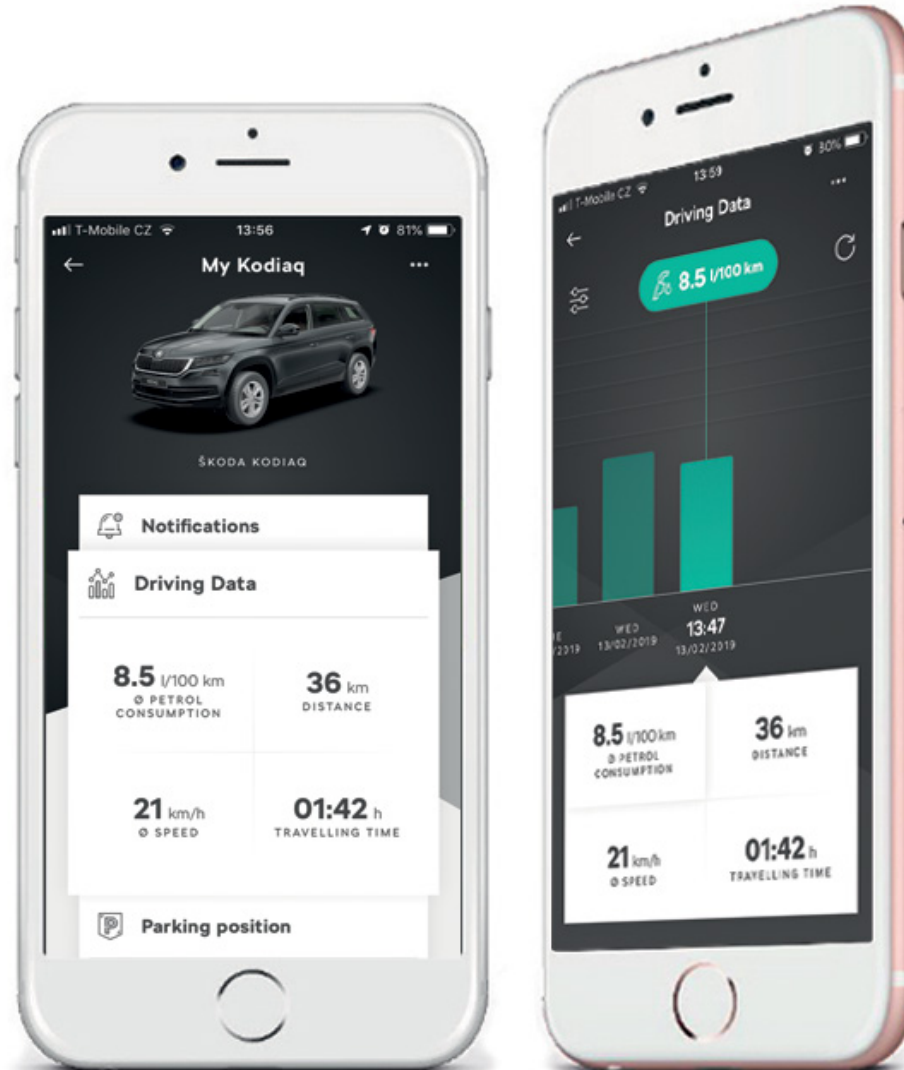 T-Mobile CZ 13:56 81%
My Kodiaq
ŠKODA KODIAQ
Notifications
Driving Data
8.5 l/100 km
Ø PETROL
CONSUMPTION
36 km
DISTANCE
21 km/h
Ø SPEED
01:42 h
TRAVELLING TIME
Parking position
T-Mobile CZ 13:59 80%
Driving Data
8.5 l/100 km
/2019
WED
13/02/2019
WED
13:47
13/02/2019
8.5 l/100 km
Ø PETROL
CONSUMPTION
36 km
DISTANCE
21 km/h
Ø SPEED
01:42 h
TRAVELLING TIME